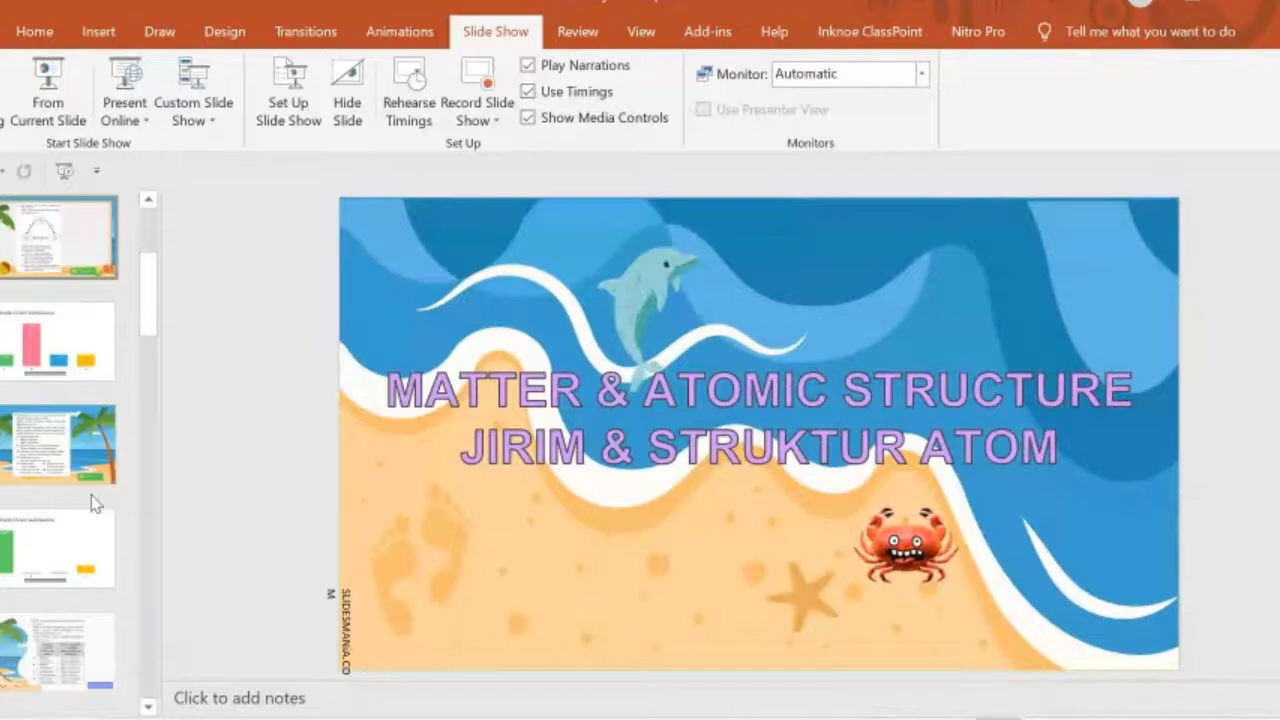 Home Insert Draw Design Transitions Animations Slide Show Review View Add-ins Help Inknoe ClassPoint Nitro Pro Tell me what you want to do
From Current Slide
Present Online
Custom Slide Show
Set Up Slide Show
Hide Slide
Rehearse Timings
Record Slide Show
Play Narrations
Use Timings
Show Media Controls
Monitor: Automatic
Use Presenter View
Start Slide Show
Set Up
Monitors
MATTER & ATOMIC STRUCTURE
JIRIM & STRUKTUR ATOM
SLIDESMANIA.CO
M
Click to add notes